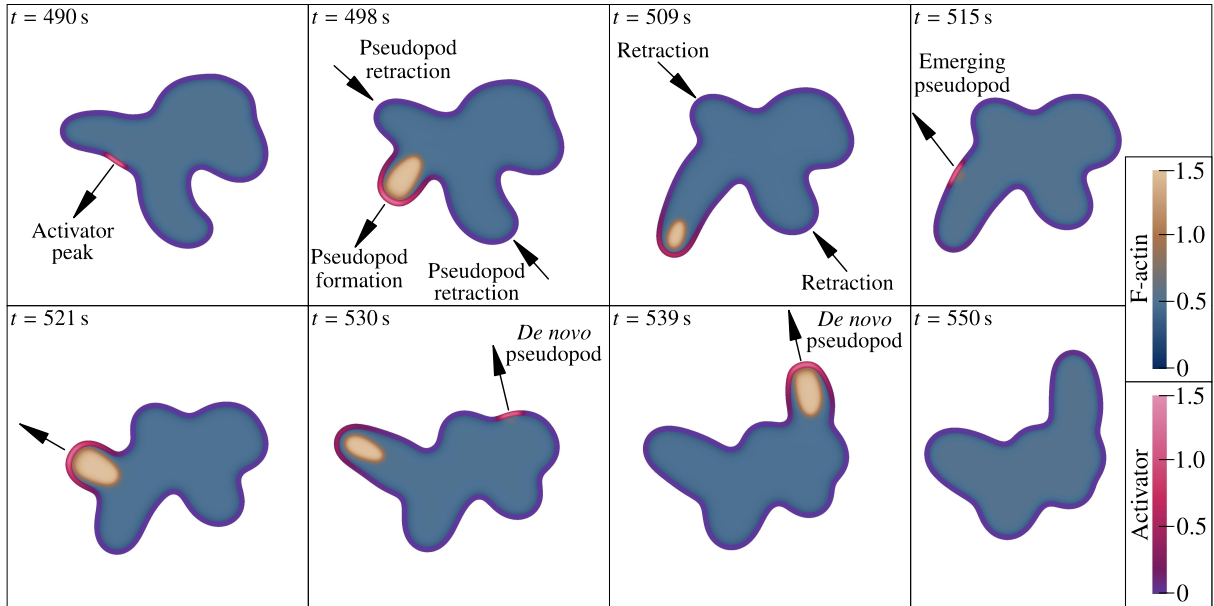 t = 490 s
Activator
peak
t = 498 s
Pseudopod
retraction
Pseudopod
formation
Pseudopod
retraction
t = 509 s
Retraction
Retraction
t = 515 s
Emerging
pseudopod
t = 521 s
t = 530 s
De novo
pseudopod
t = 539 s
De novo
pseudopod
t = 550 s
F-actin
1.5
1.0
0.5
0
Activator
1.5
1.0
0.5
0